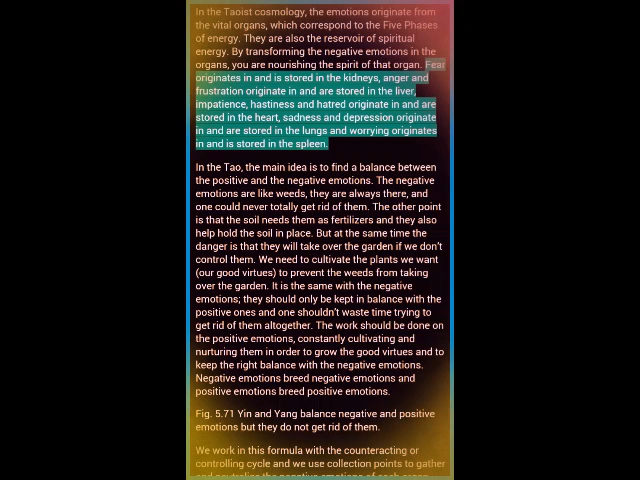 In the Taoist cosmology, the emotions originate from
the vital organs, which correspond to the Five Phases
of energy. They are also the reservoir of spiritual
energy. By transforming the negative emotions in the
organs, you are nourishing the spirit of that organ. Fear
originates in and is stored in the kidneys, anger and
frustration originate in and are stored in the liver,
impatience, hastiness and hatred originate in and are
stored in the heart, sadness and depression originate
in and are stored in the lungs and worrying originates
in and is stored in the spleen.
In the Tao, the main idea is to find a balance between
the positive and the negative emotions. The negative
emotions are like weeds, they are always there, and
one could never totally get rid of them. The other point
is that the soil needs them as fertilizers and they also
help hold the soil in place. But at the same time the
danger is that they will take over the garden if we don't
control them. We need to cultivate the plants we want
(our good virtues) to prevent the weeds from taking
over the garden. It is the same with the negative
emotions; they should only be kept in balance with the
positive ones and one shouldn't waste time trying to
get rid of them altogether. The work should be done on
the positive emotions, constantly cultivating and
nurturing them in order to grow the good virtues and to
keep the right balance with the negative emotions.
Negative emotions breed negative emotions and
positive emotions breed positive emotions.
Fig. 5.71 Yin and Yang balance negative and positive
emotions but they do not get rid of them.
We work in this formula with the counteracting or
controlling cycle and we use collection points to gather
and neutralize the negative emotions of each organ